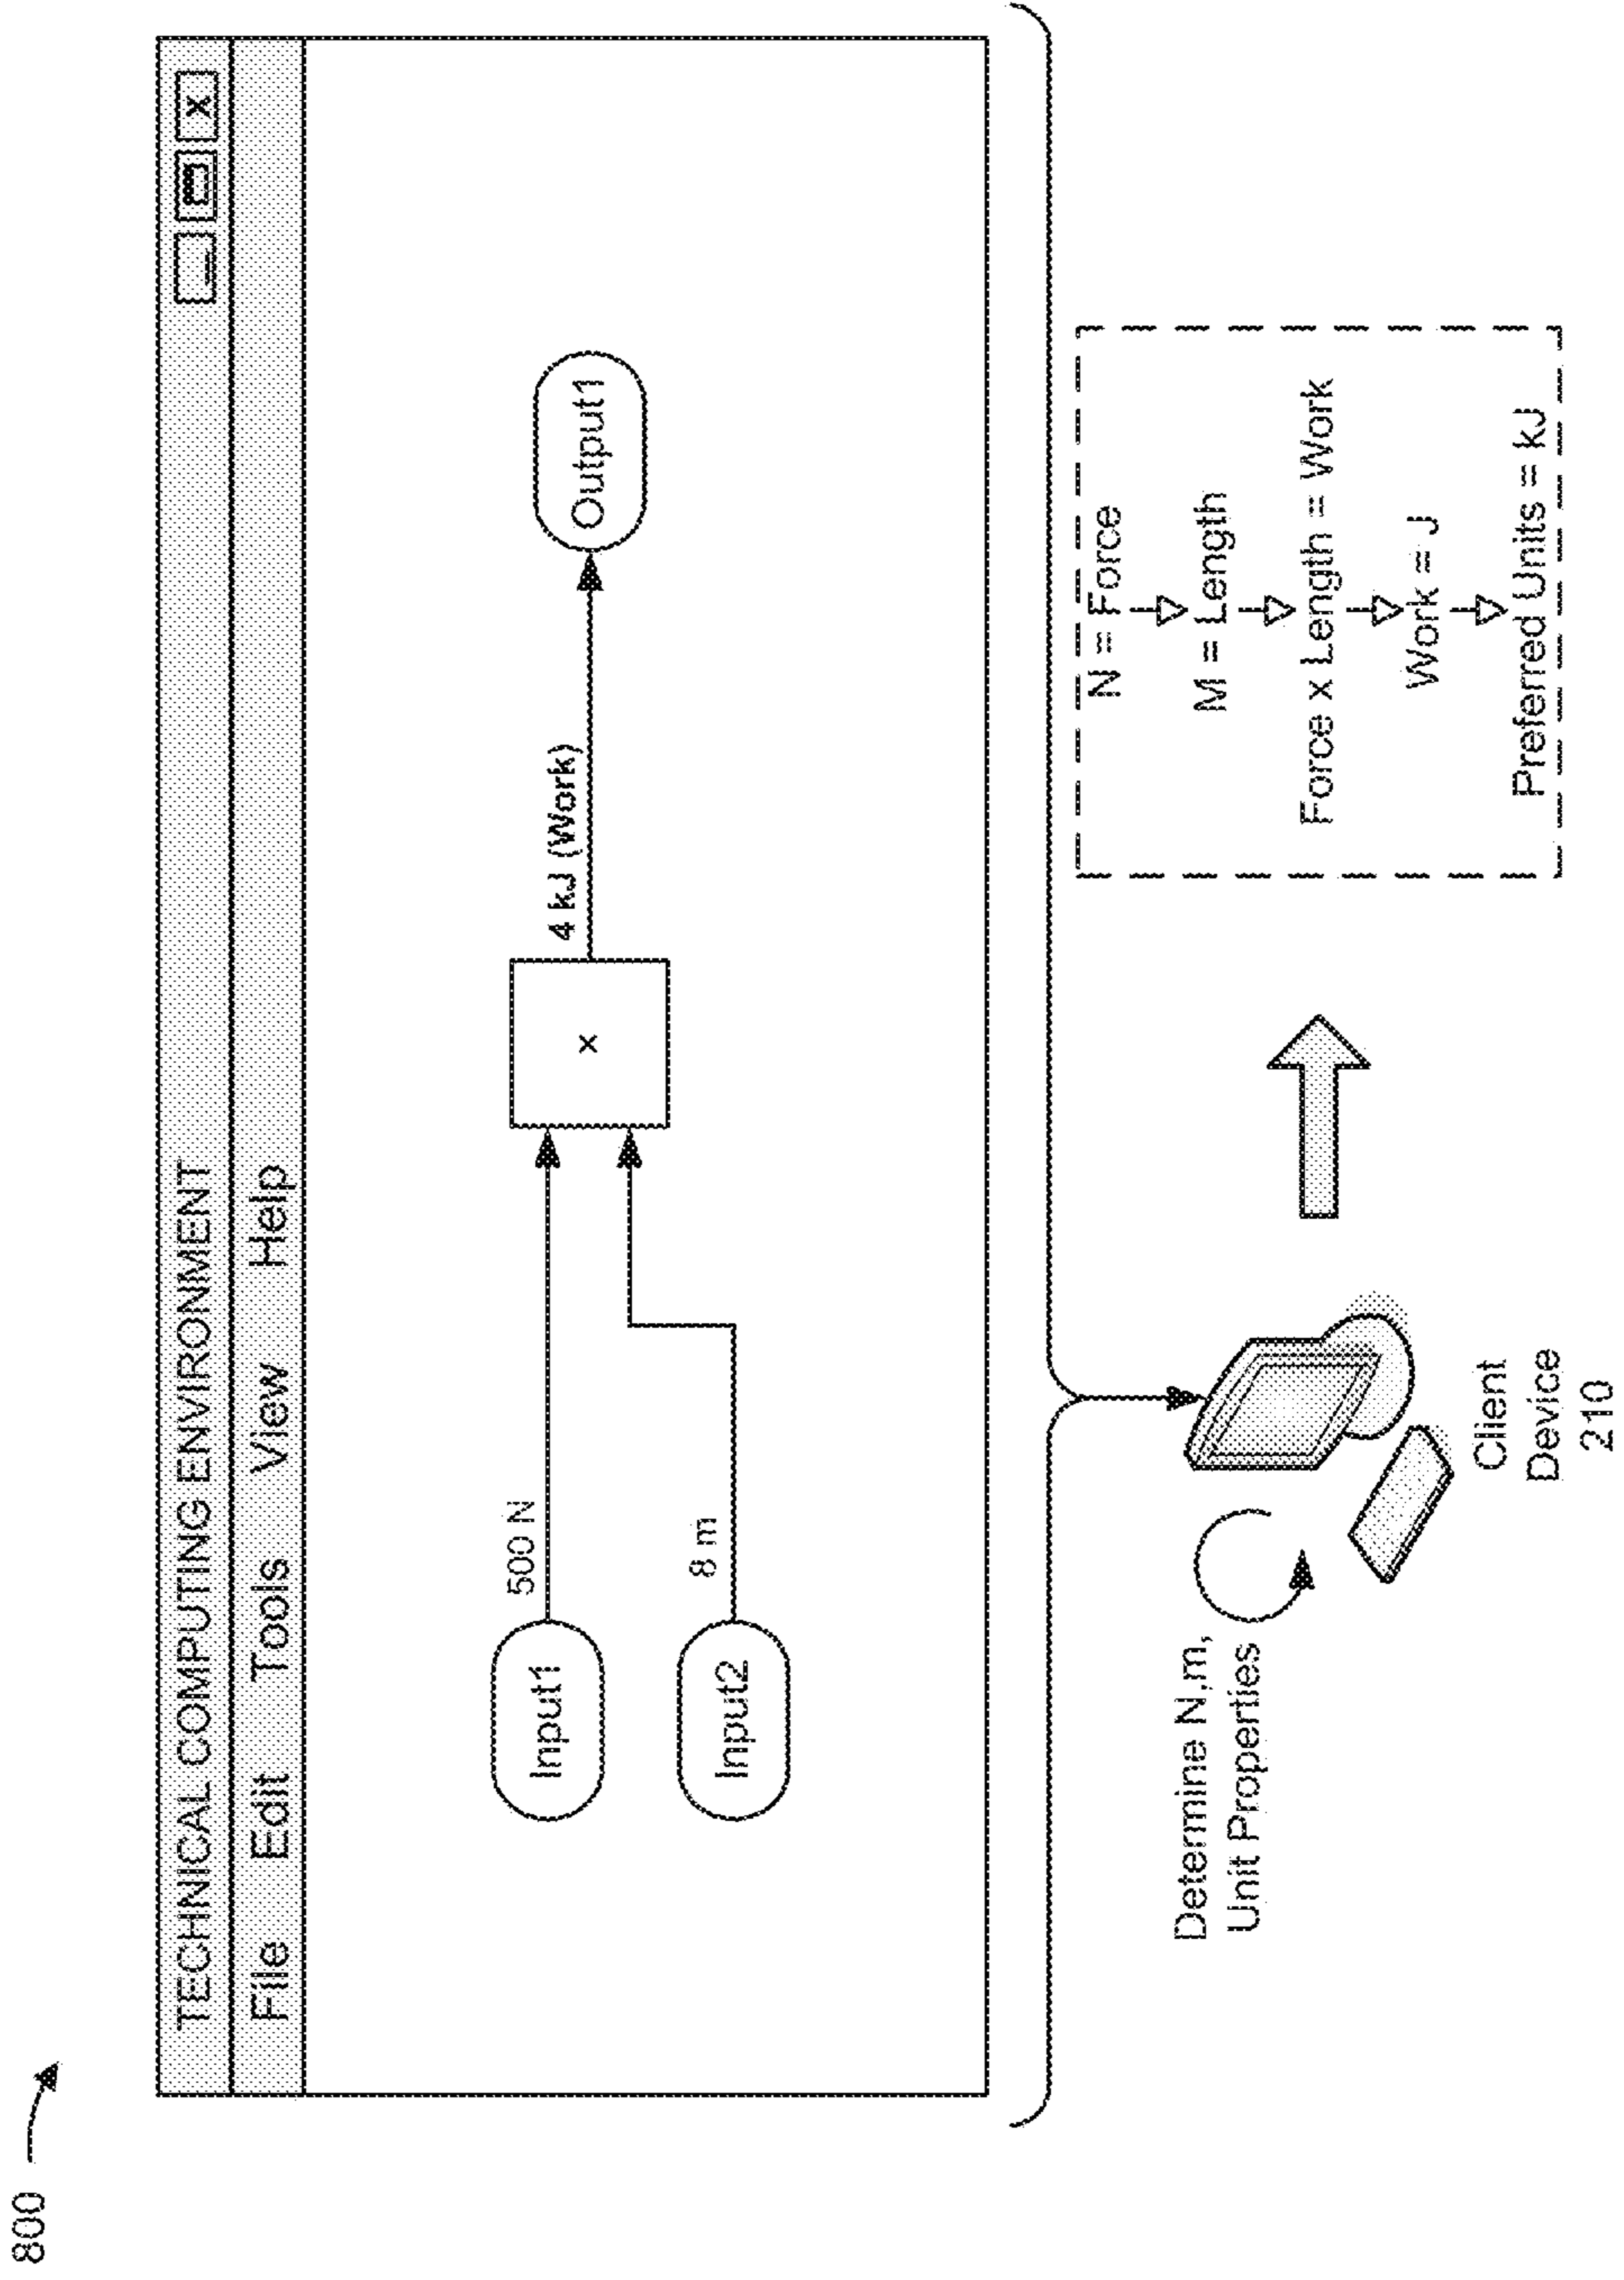 800
TECHNICAL COMPUTING ENVIRONMENT
_ x
File Edit Tools View Help
Input1
500 N
Input2
8 m
x
4 kJ (Work)
Output1
Determine N,m,
Unit Properties
Client
Device
210
N = Force
M = Length
Force x Length = Work
Work = J
Preferred Units = kJ